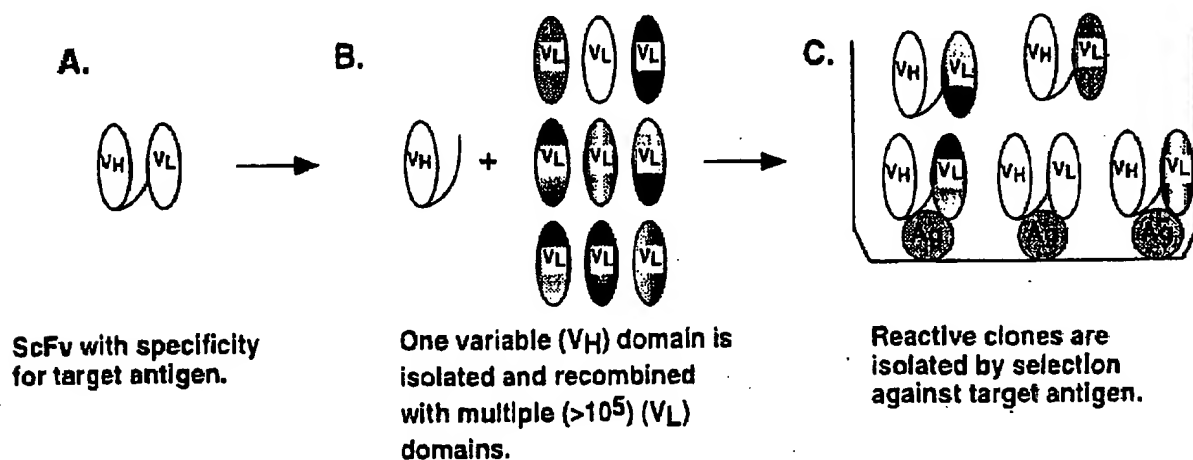 A.
VH VL
ScFv with specificity
for target antigen.
B.
VH
+
VL VL VL
VL VL VL
VL VL VL
One variable (VH) domain is
isolated and recombined
with multiple (>10⁵) (VL)
domains.
C.
VH VL VH VL
VH VL VH VL VH VL
Ag Ag Ag
Reactive clones are
isolated by selection
against target antigen.